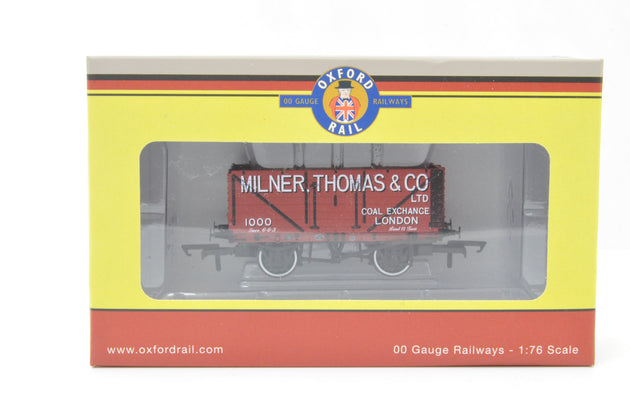 OXFORD
00 GAUGE RAILWAYS
RAIL
MILNER, THOMAS & CO
LTD
COAL EXCHANGE
1000 LONDON
www.oxfordrail.com 00 Gauge Railways - 1:76 Scale